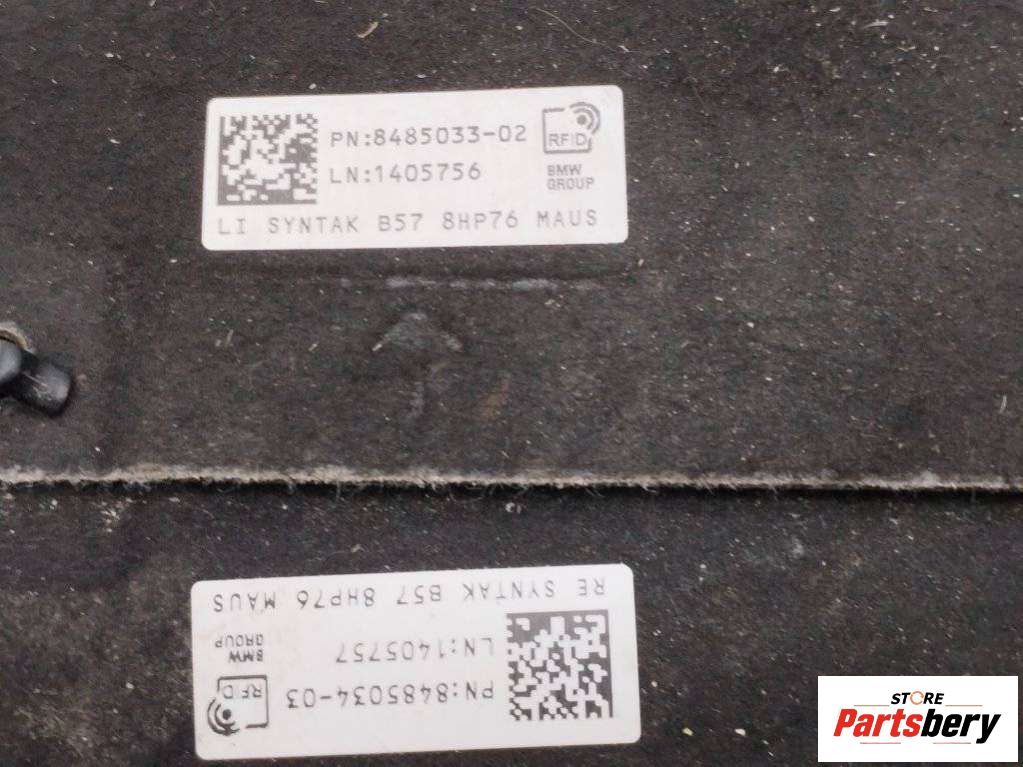 PN:8485033-02
RFID
LN:1405756
BMW
GROUP
LI SYNTAK B57 8HP76 MAUS
PN:8485034-03
RFID
LN:1405757
BMW
GROUP
RE SYNTAK B57 8HP76 MAUS
STORE
Partsbery